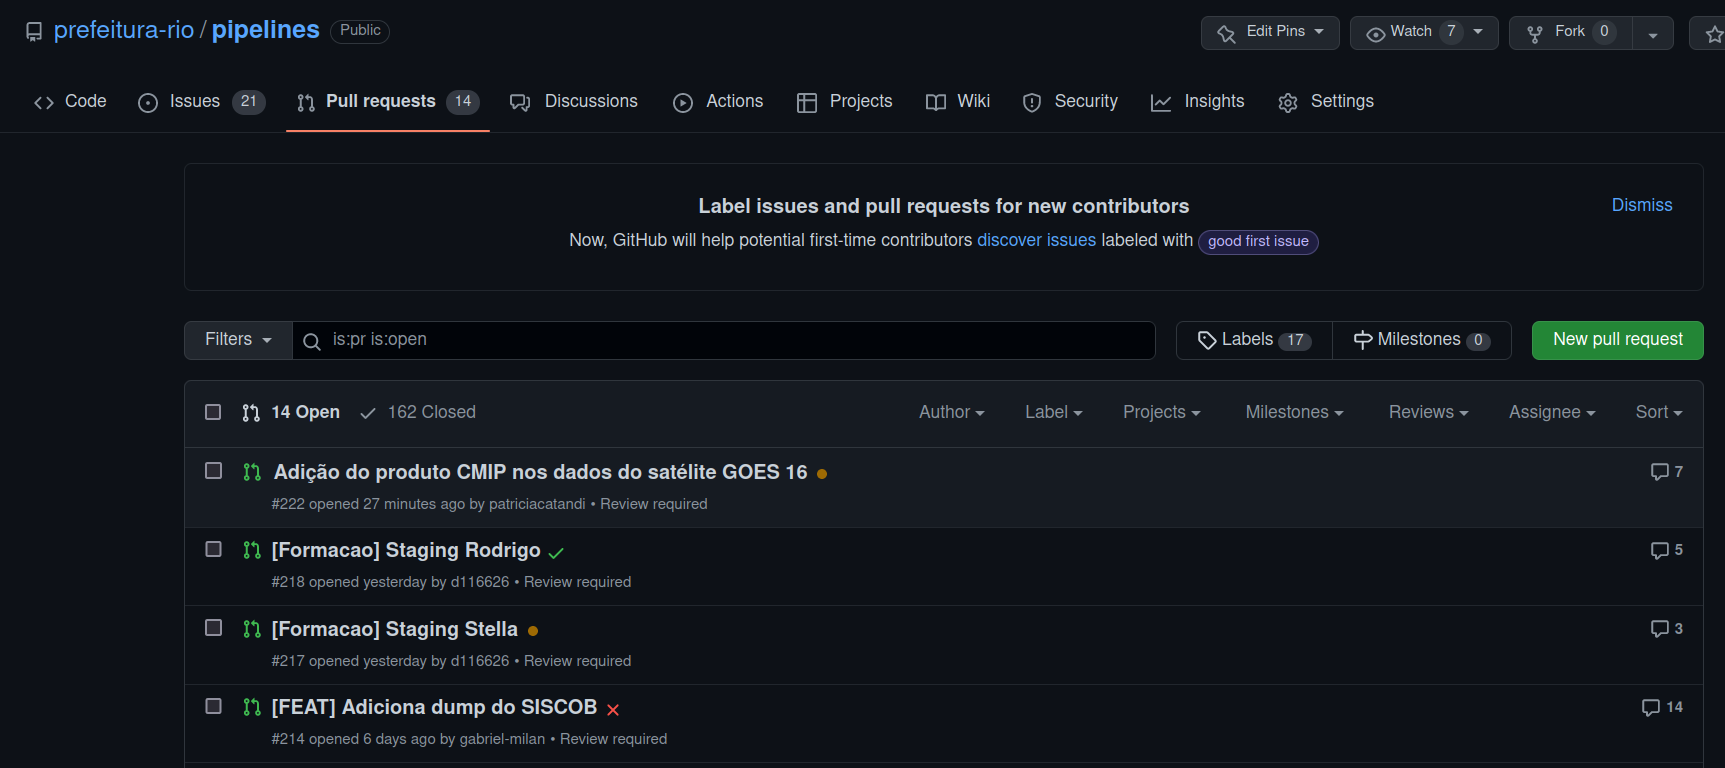 prefeitura-rio / pipelines Public
Edit Pins Watch 7 Fork 0
Code Issues 21 Pull requests 14 Discussions Actions Projects Wiki Security Insights Settings
Label issues and pull requests for new contributors
Dismiss
Now, GitHub will help potential first-time contributors discover issues labeled with good first issue
Filters is:pr is:open Labels 17 Milestones 0 New pull request
14 Open 162 Closed Author Label Projects Milestones Reviews Assignee Sort
Adição do produto CMIP nos dados do satélite GOES 16 7
#222 opened 27 minutes ago by patriciacatandi • Review required
[Formacao] Staging Rodrigo 5
#218 opened yesterday by d116626 • Review required
[Formacao] Staging Stella 3
#217 opened yesterday by d116626 • Review required
[FEAT] Adiciona dump do SISCOB 14
#214 opened 6 days ago by gabriel-milan • Review required